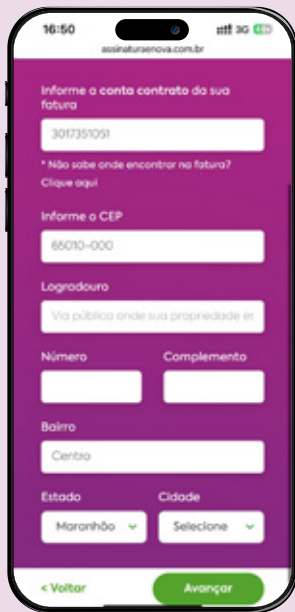 16:50
3G
assinaturaenova.com.br
Informe a conta contrato da sua
fatura
3017351051
* Não sabe onde encontrar na fatura?
Clique aqui
Informe o CEP
65010-000
Logradouro
Via pública onde sua propriedade es
Número
Complemento
Bairro
Centro
Estado
Cidade
Maranhão
Selecione
< Voltar
Avançar